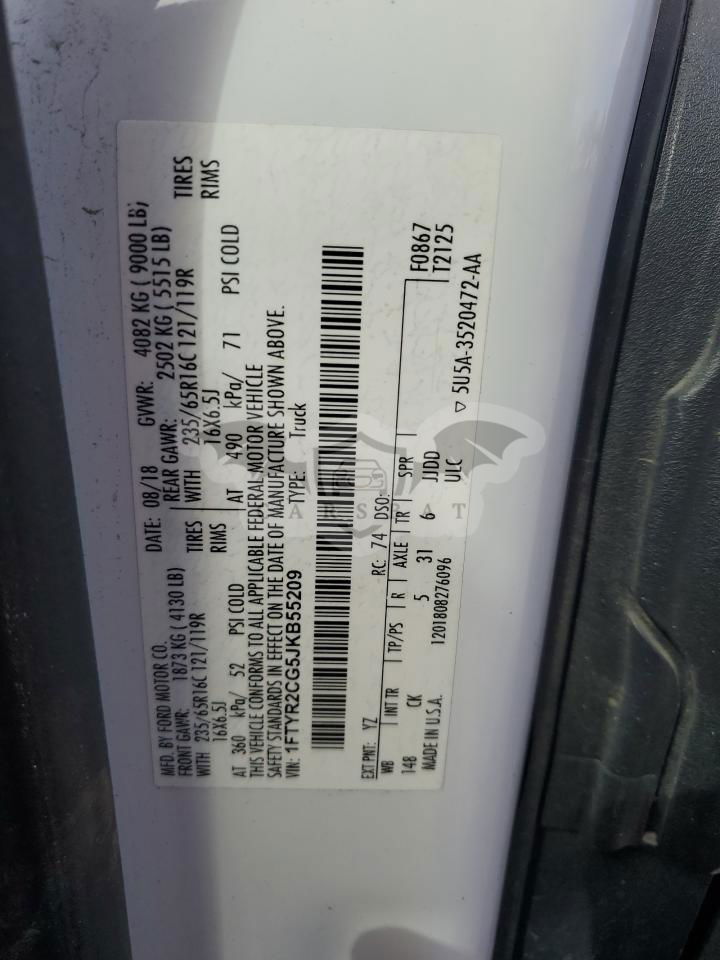 MFD. BY FORD MOTOR CO. DATE: 08/18 GVWR: 4082 KG ( 9000 LB);
FRONT GAWR: 1873 KG ( 4130 LB) REAR GAWR: 2502 KG ( 5515 LB)
WITH 235/65R16C 121/119R TIRES WITH 235/65R16C 121/119R TIRES
16X6.5J RIMS 16X6.5J RIMS
AT 360 kPa/ 52 PSI COLD AT 490 kPa/ 71 PSI COLD
THIS VEHICLE CONFORMS TO ALL APPLICABLE FEDERAL MOTOR VEHICLE
SAFETY STANDARDS IN EFFECT ON THE DATE OF MANUFACTURE SHOWN ABOVE.
VIN: 1FTYR2CG5JKB55209 TYPE: Truck
EXT PNT: YZ RC: 74 DSO: F0867
WB INT TR TP/PS R AXLE TR SPR T2125
148 CK 5 31 6 JJDD
MADE IN U.S.A. 1201808276096 ULC ▽ 5U5A-3520472-AA
CARSBAT